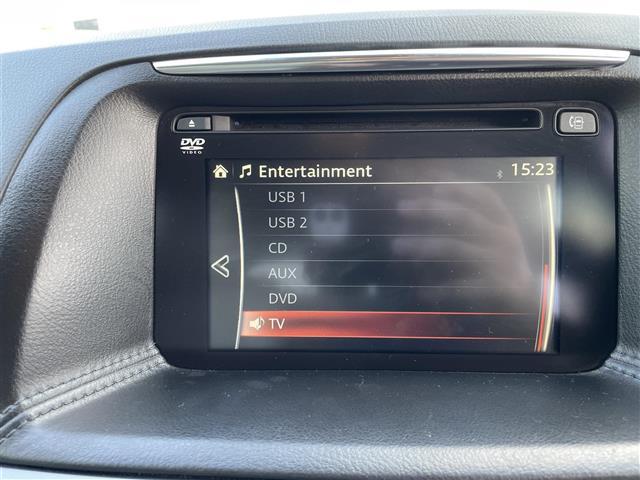 DVD
VIDEO
Entertainment 15:23
USB 1
USB 2
CD
AUX
DVD
TV